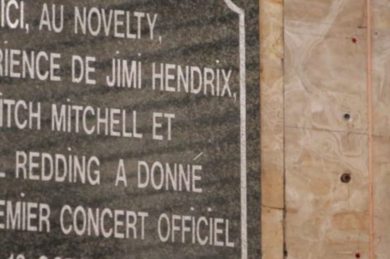 ICI, AU NOVELTY,
RIENCE DE JIMI HENDRIX,
ITCH MITCHELL ET
L REDDING A DONNÉ
EMIER CONCERT OFFICIEL